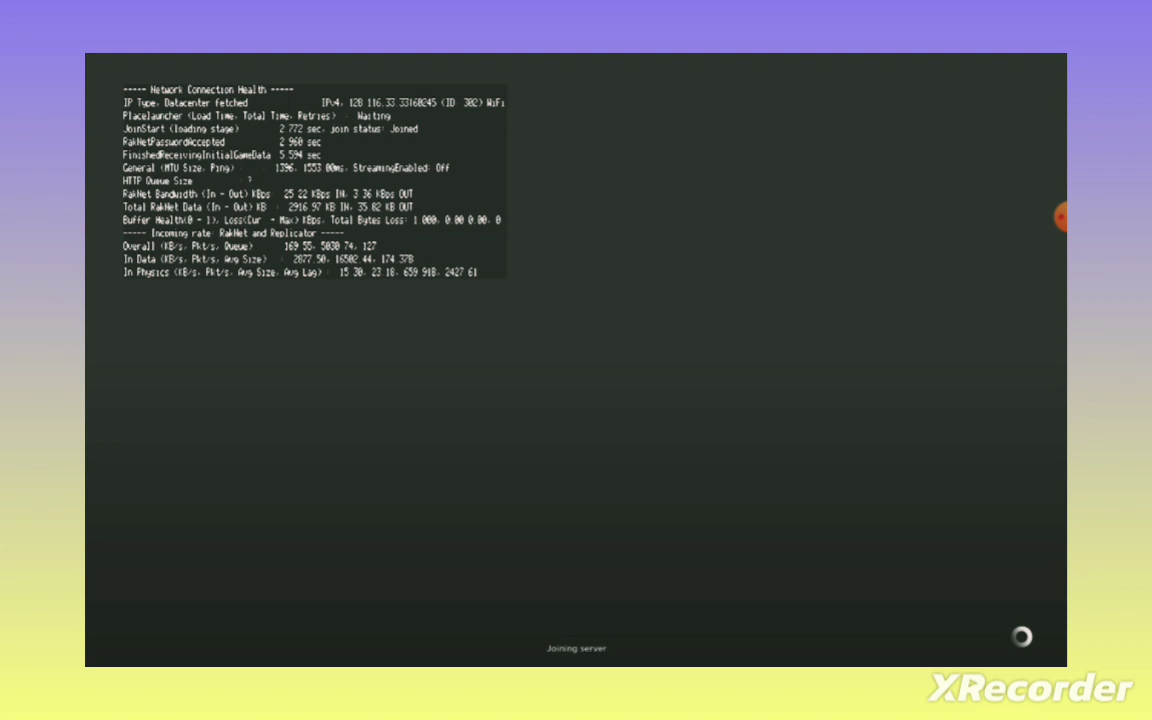 ----- Network Connection Health -----
IP Type, Datacenter fetched IPv4, 128.116.33.33|60245 (ID: 302) WiFi
Placelauncher (Load Time, Total Time, Retries) : Waiting
JoinStart (loading stage) 2.772 sec, join status: Joined
RakNetPasswordAccepted 2.960 sec
FinishedReceivingInitialGameData 5.594 sec
General (MTU Size, Ping) : 1396, 1553.00ms, StreamingEnabled: Off
HTTP Queue Size : ?
RakNet Bandwidth (In - Out) KBps 25.22 KBps IN, 3.36 KBps OUT
Total RakNet Data (In - Out) KB : 2916.97 KB IN, 35.82 KB OUT
Buffer Health(0 - 1), Loss(Cur - Max) KBps, Total Bytes Loss: 1.000, 0.00 0.00, 0
----- Incoming rate: RakNet and Replicator -----
Overall (KB/s, Pkt/s, Queue) 169.55, 5030.74, 127
In Data (KB/s, Pkt/s, Avg Size) : 2877.50, 16502.44, 174.37B
In Physics (KB/s, Pkt/s, Avg Size, Avg Lag) : 15.30, 23.18, 659.918, 2427.61
Joining server
XRecorder